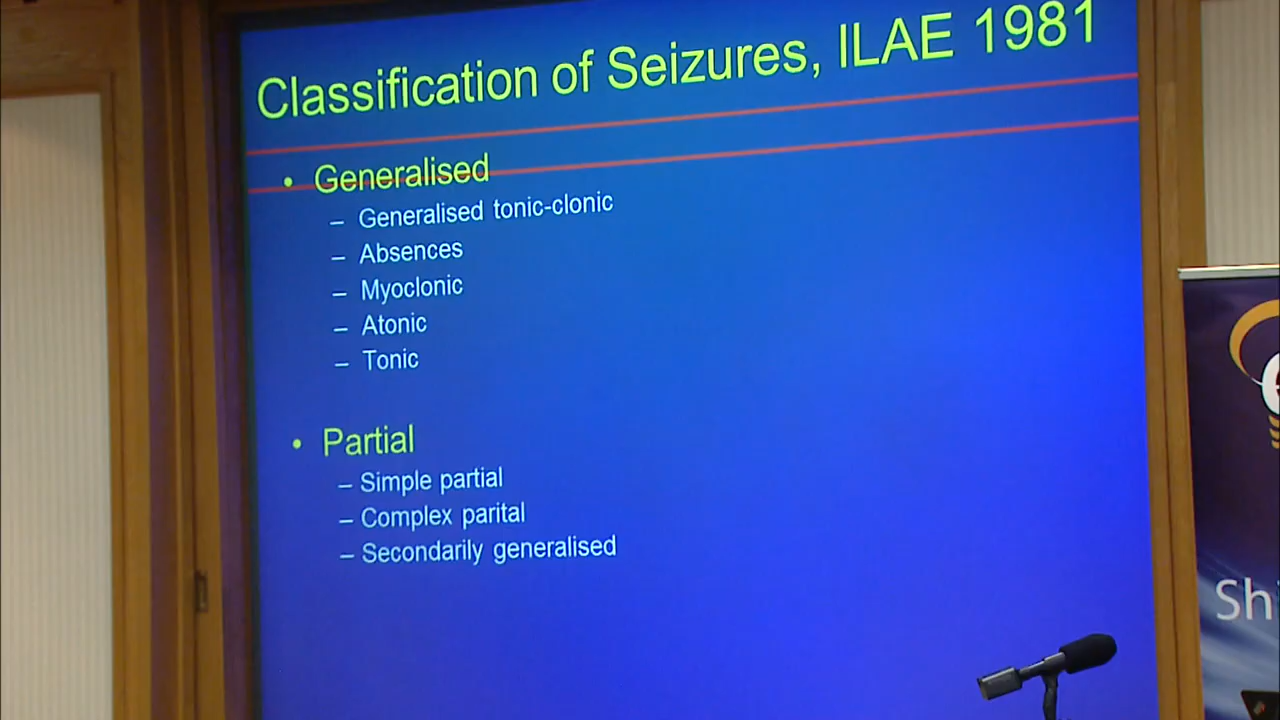 Classification of Seizures, ILAE 1981
• Generalised
– Generalised tonic-clonic
– Absences
– Myoclonic
– Atonic
– Tonic
• Partial
– Simple partial
– Complex parital
– Secondarily generalised